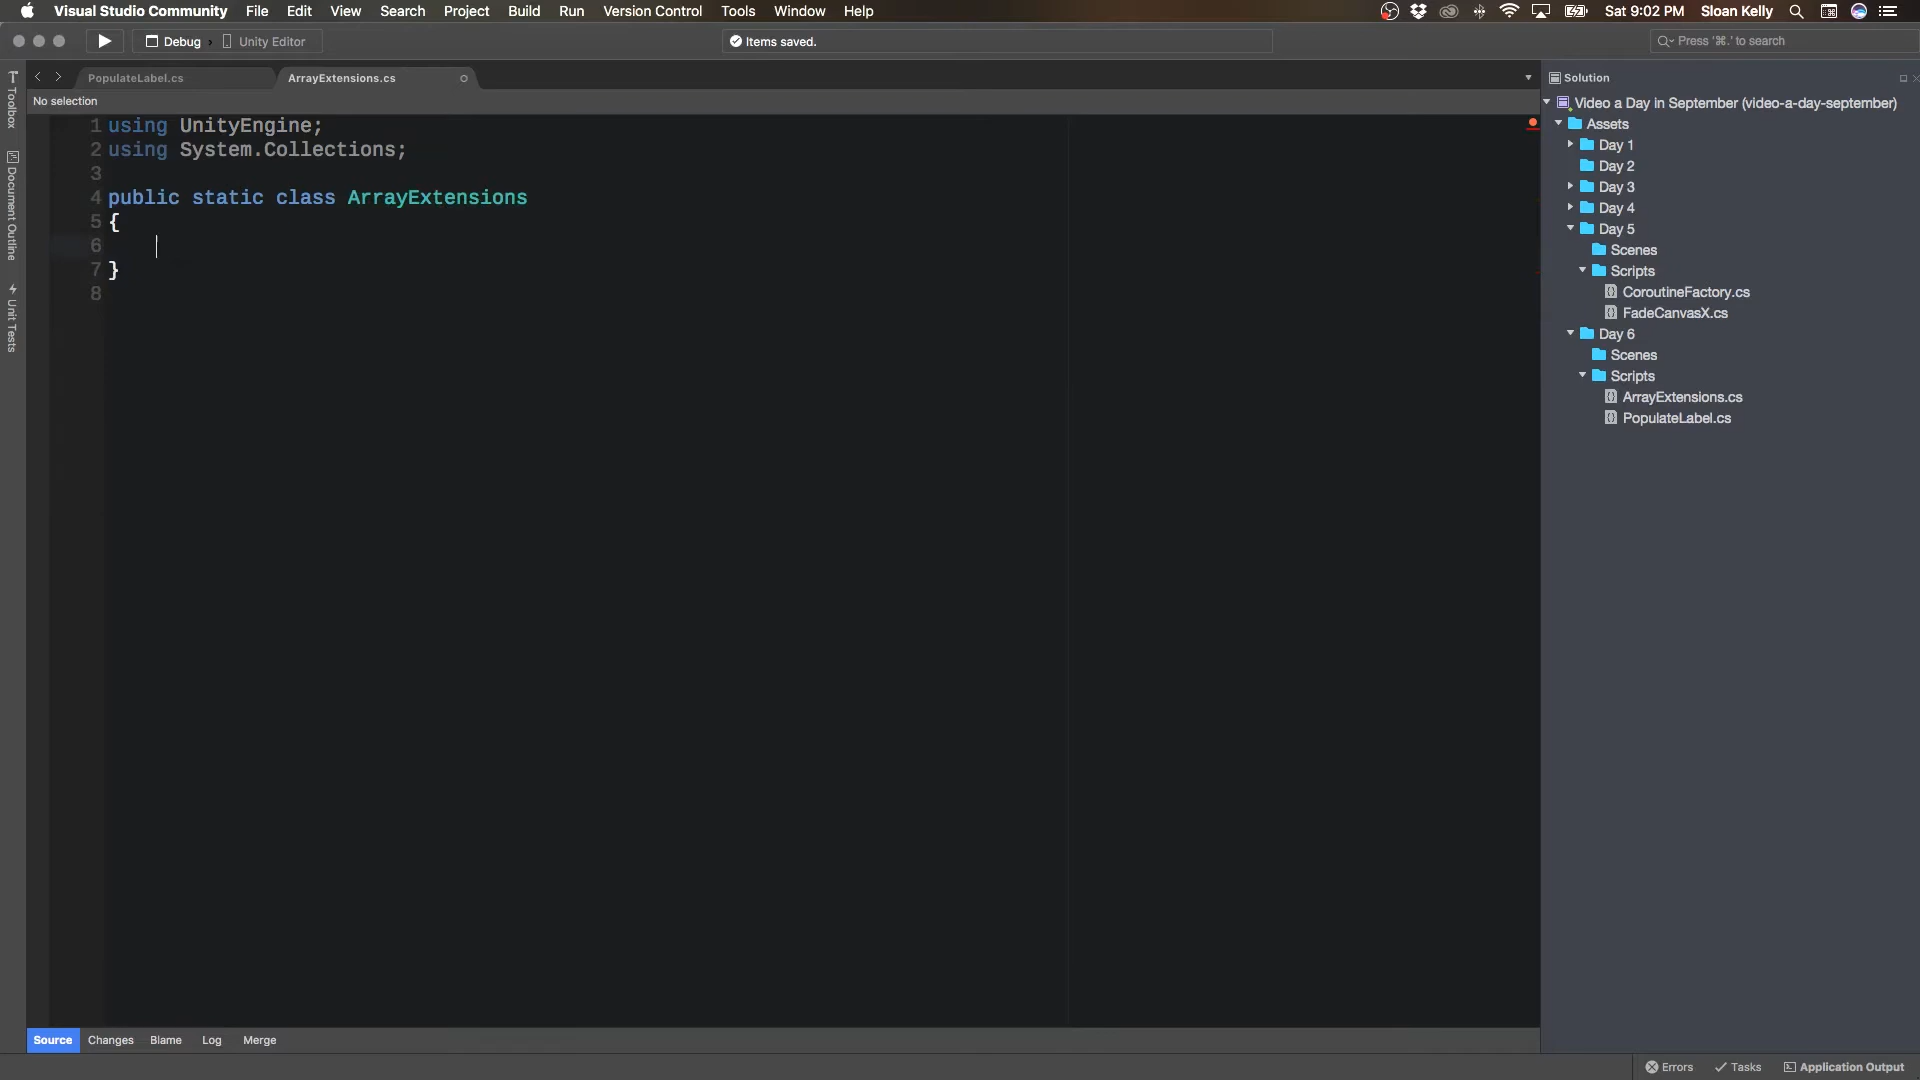 Visual Studio Community File Edit View Search Project Build Run Version Control Tools Window Help Sat 9:02 PM Sloan Kelly
Debug Unity Editor Items saved. Press '⌘.' to search
PopulateLabel.cs ArrayExtensions.cs
No selection
1 using UnityEngine;
2 using System.Collections;
3
4 public static class ArrayExtensions
5 {
6
7 }
8
Toolbox
Document Outline
Unit Tests
Solution
Video a Day in September (video-a-day-september)
Assets
Day 1
Day 2
Day 3
Day 4
Day 5
Scenes
Scripts
CoroutineFactory.cs
FadeCanvasX.cs
Day 6
Scenes
Scripts
ArrayExtensions.cs
PopulateLabel.cs
Source Changes Blame Log Merge
Errors Tasks Application Output